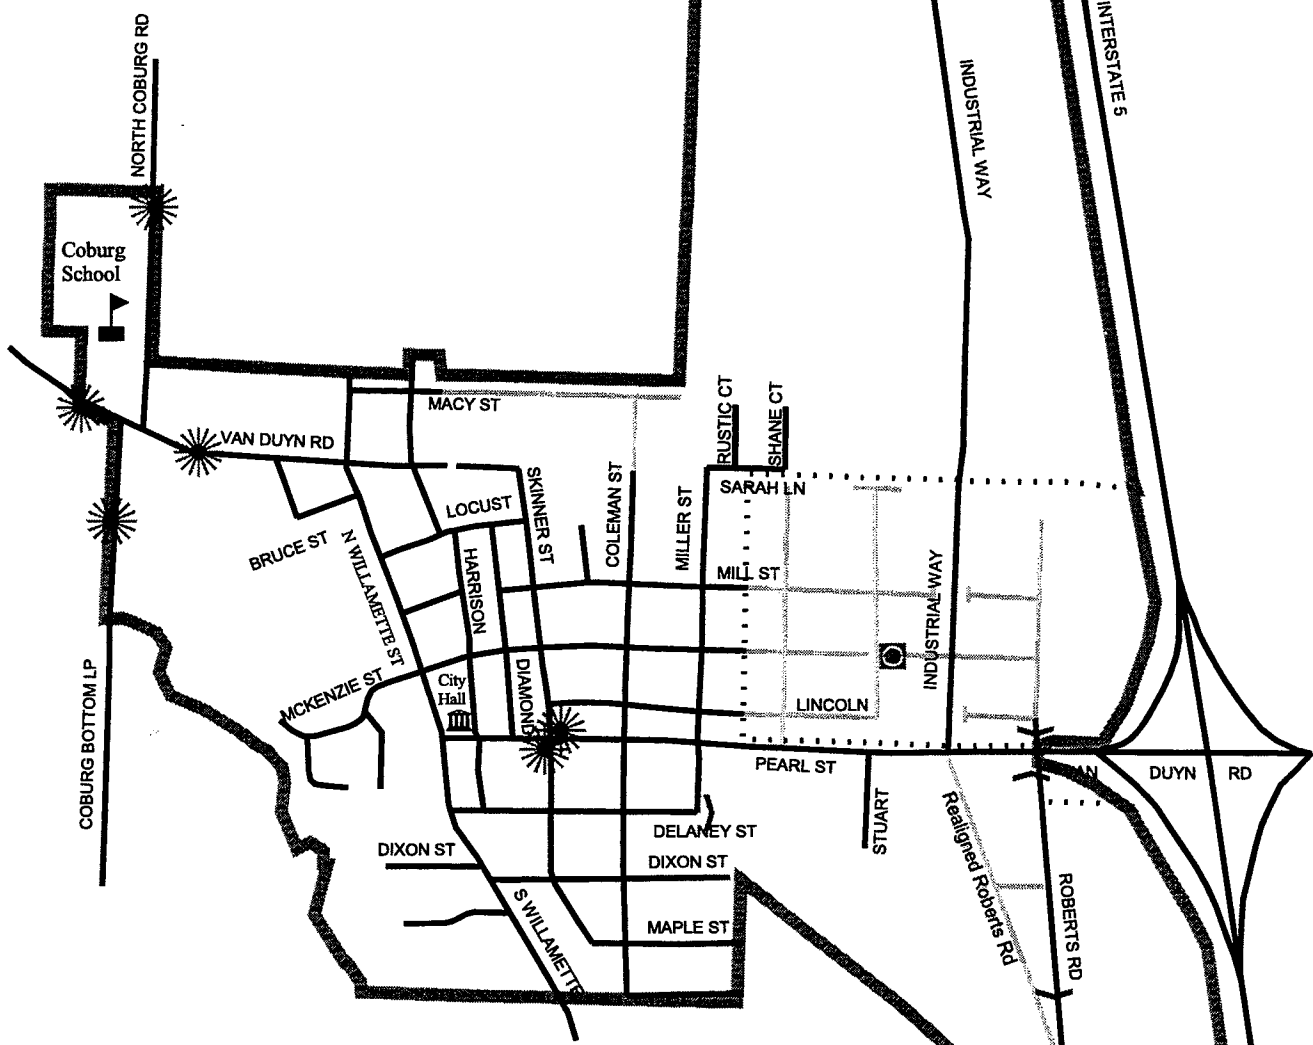 NORTH COBURG RD
INTERSTATE 5
INDUSTRIAL WAY
Coburg
School
MACY ST
RUSTIC CT
SHANE CT
VAN DUYN RD
SKINNER ST
COLEMAN ST
MILLER ST
SARAH LN
LOCUST
BRUCE ST
N WILLAMETTE ST
HARRISON
MILL ST
INDUSTRIAL WAY
COBURG BOTTOM LP
MCKENZIE ST
City
Hall
DIAMOND
LINCOLN
PEARL ST
DUYN RD
STUART
Realigned Roberts Rd
DELANEY ST
DIXON ST
DIXON ST
ROBERTS RD
S WILLAMETTE
MAPLE ST